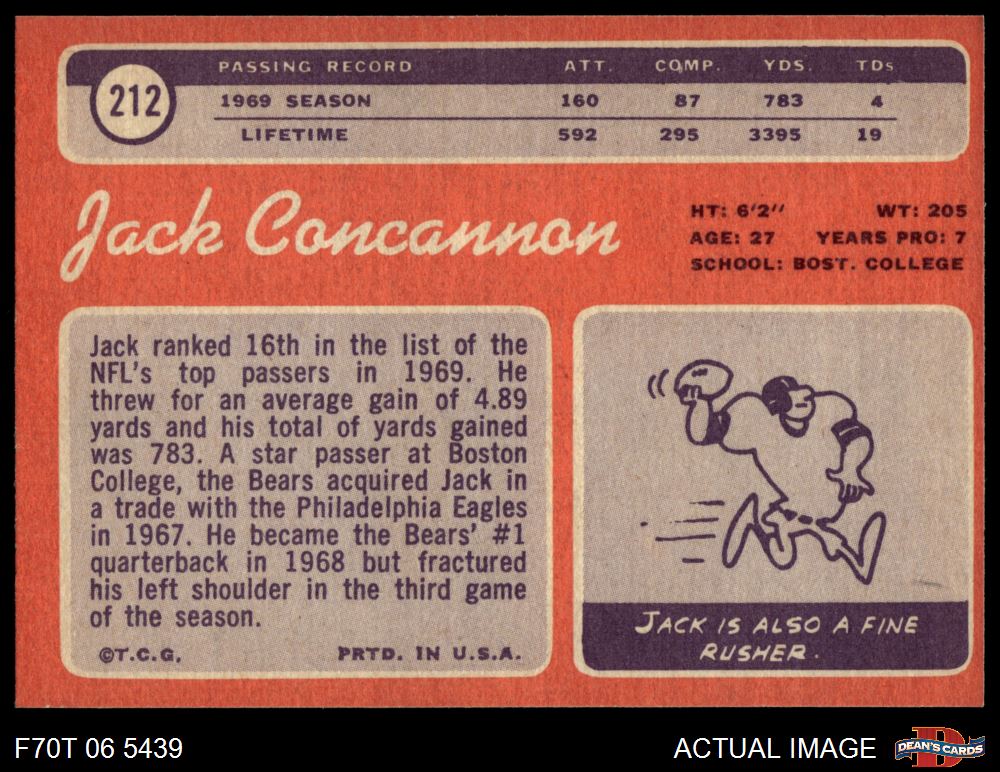 212
PASSING RECORD ATT. COMP. YDS. TDs
1969 SEASON 160 87 783 4
LIFETIME 592 295 3395 19
Jack Concannon
HT: 6'2" WT: 205
AGE: 27 YEARS PRO: 7
SCHOOL: BOST. COLLEGE
Jack ranked 16th in the list of the
NFL's top passers in 1969. He
threw for an average gain of 4.89
yards and his total of yards gained
was 783. A star passer at Boston
College, the Bears acquired Jack in
a trade with the Philadelphia Eagles
in 1967. He became the Bears' #1
quarterback in 1968 but fractured
his left shoulder in the third game
of the season.
©T.C.G. PRTD. IN U.S.A.
JACK IS ALSO A FINE
RUSHER.
F70T 06 5439 ACTUAL IMAGE
D
DEAN'S CARDS